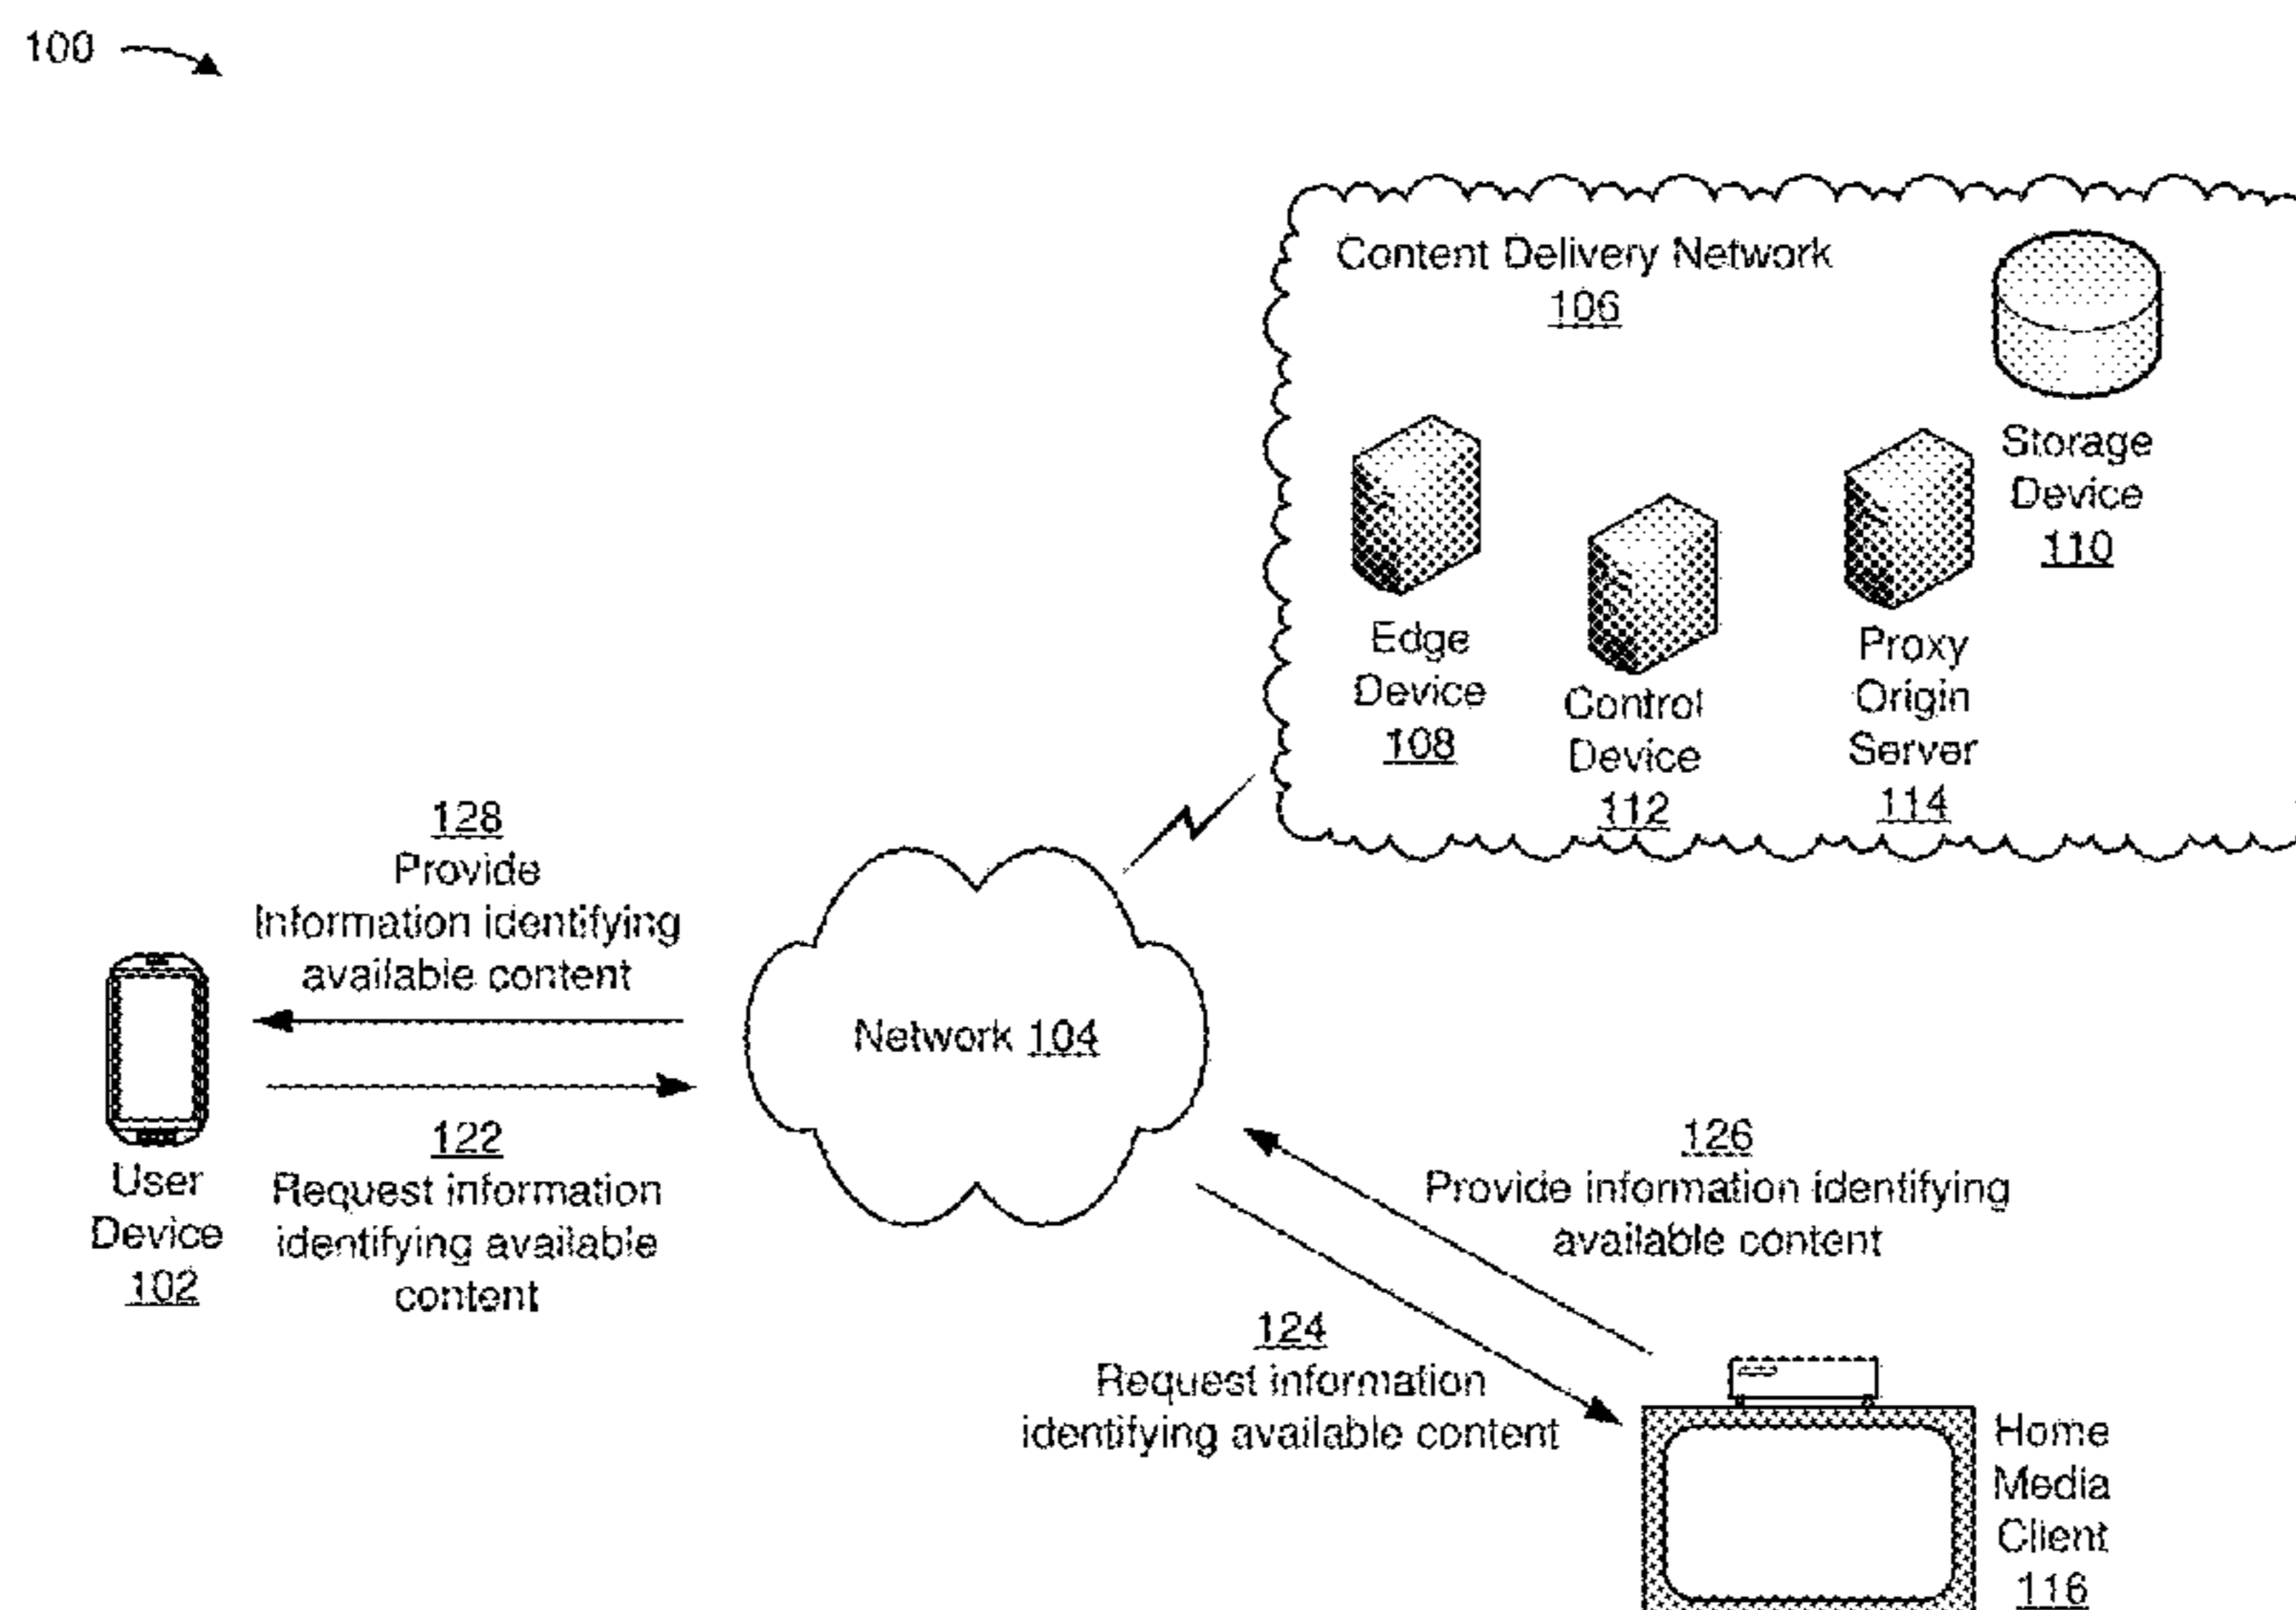 100
Content Delivery Network
106
Storage
Device
110
Edge
Device
108
Control
Device
112
Proxy
Origin
Server
114
128
Provide
Information identifying
available content
Network 104
User
Device
102
122
Request information
identifying available
content
126
Provide information identifying
available content
124
Request information
identifying available content
Home
Media
Client
116